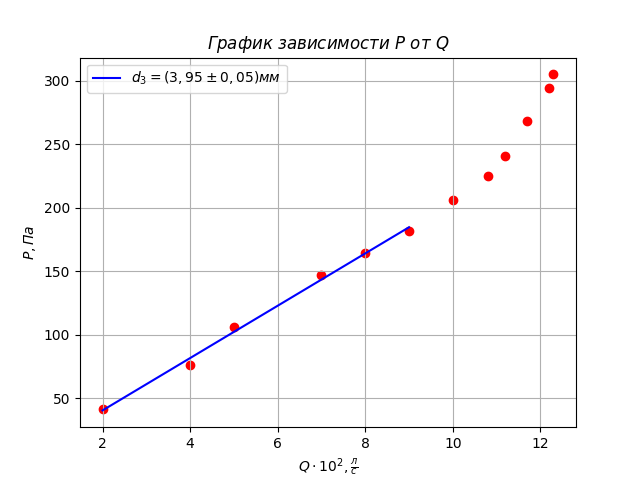 График зависимости P от Q
d₃ = (3, 95 ± 0, 05)мм
300
250
200
150
100
50
P, Па
2 4 6 8 10 12
Q · 10², л/с